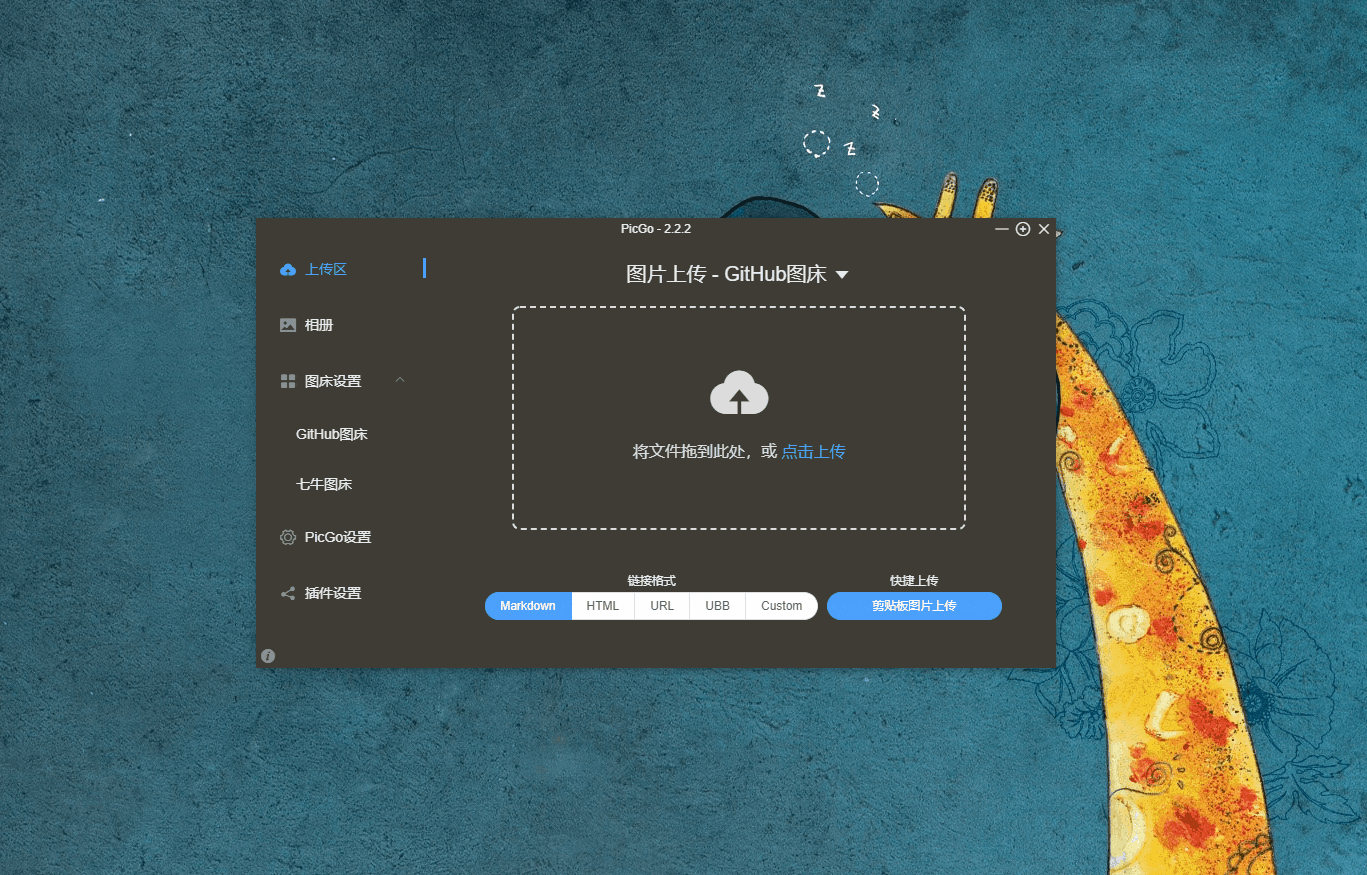 z
z
z
PicGo - 2.2.2
上传区
图片上传 - GitHub图床
相册
图床设置
GitHub图床
将文件拖到此处，或 点击上传
七牛图床
PicGo设置
链接格式
快捷上传
插件设置
Markdown HTML URL UBB Custom
剪贴板图片上传